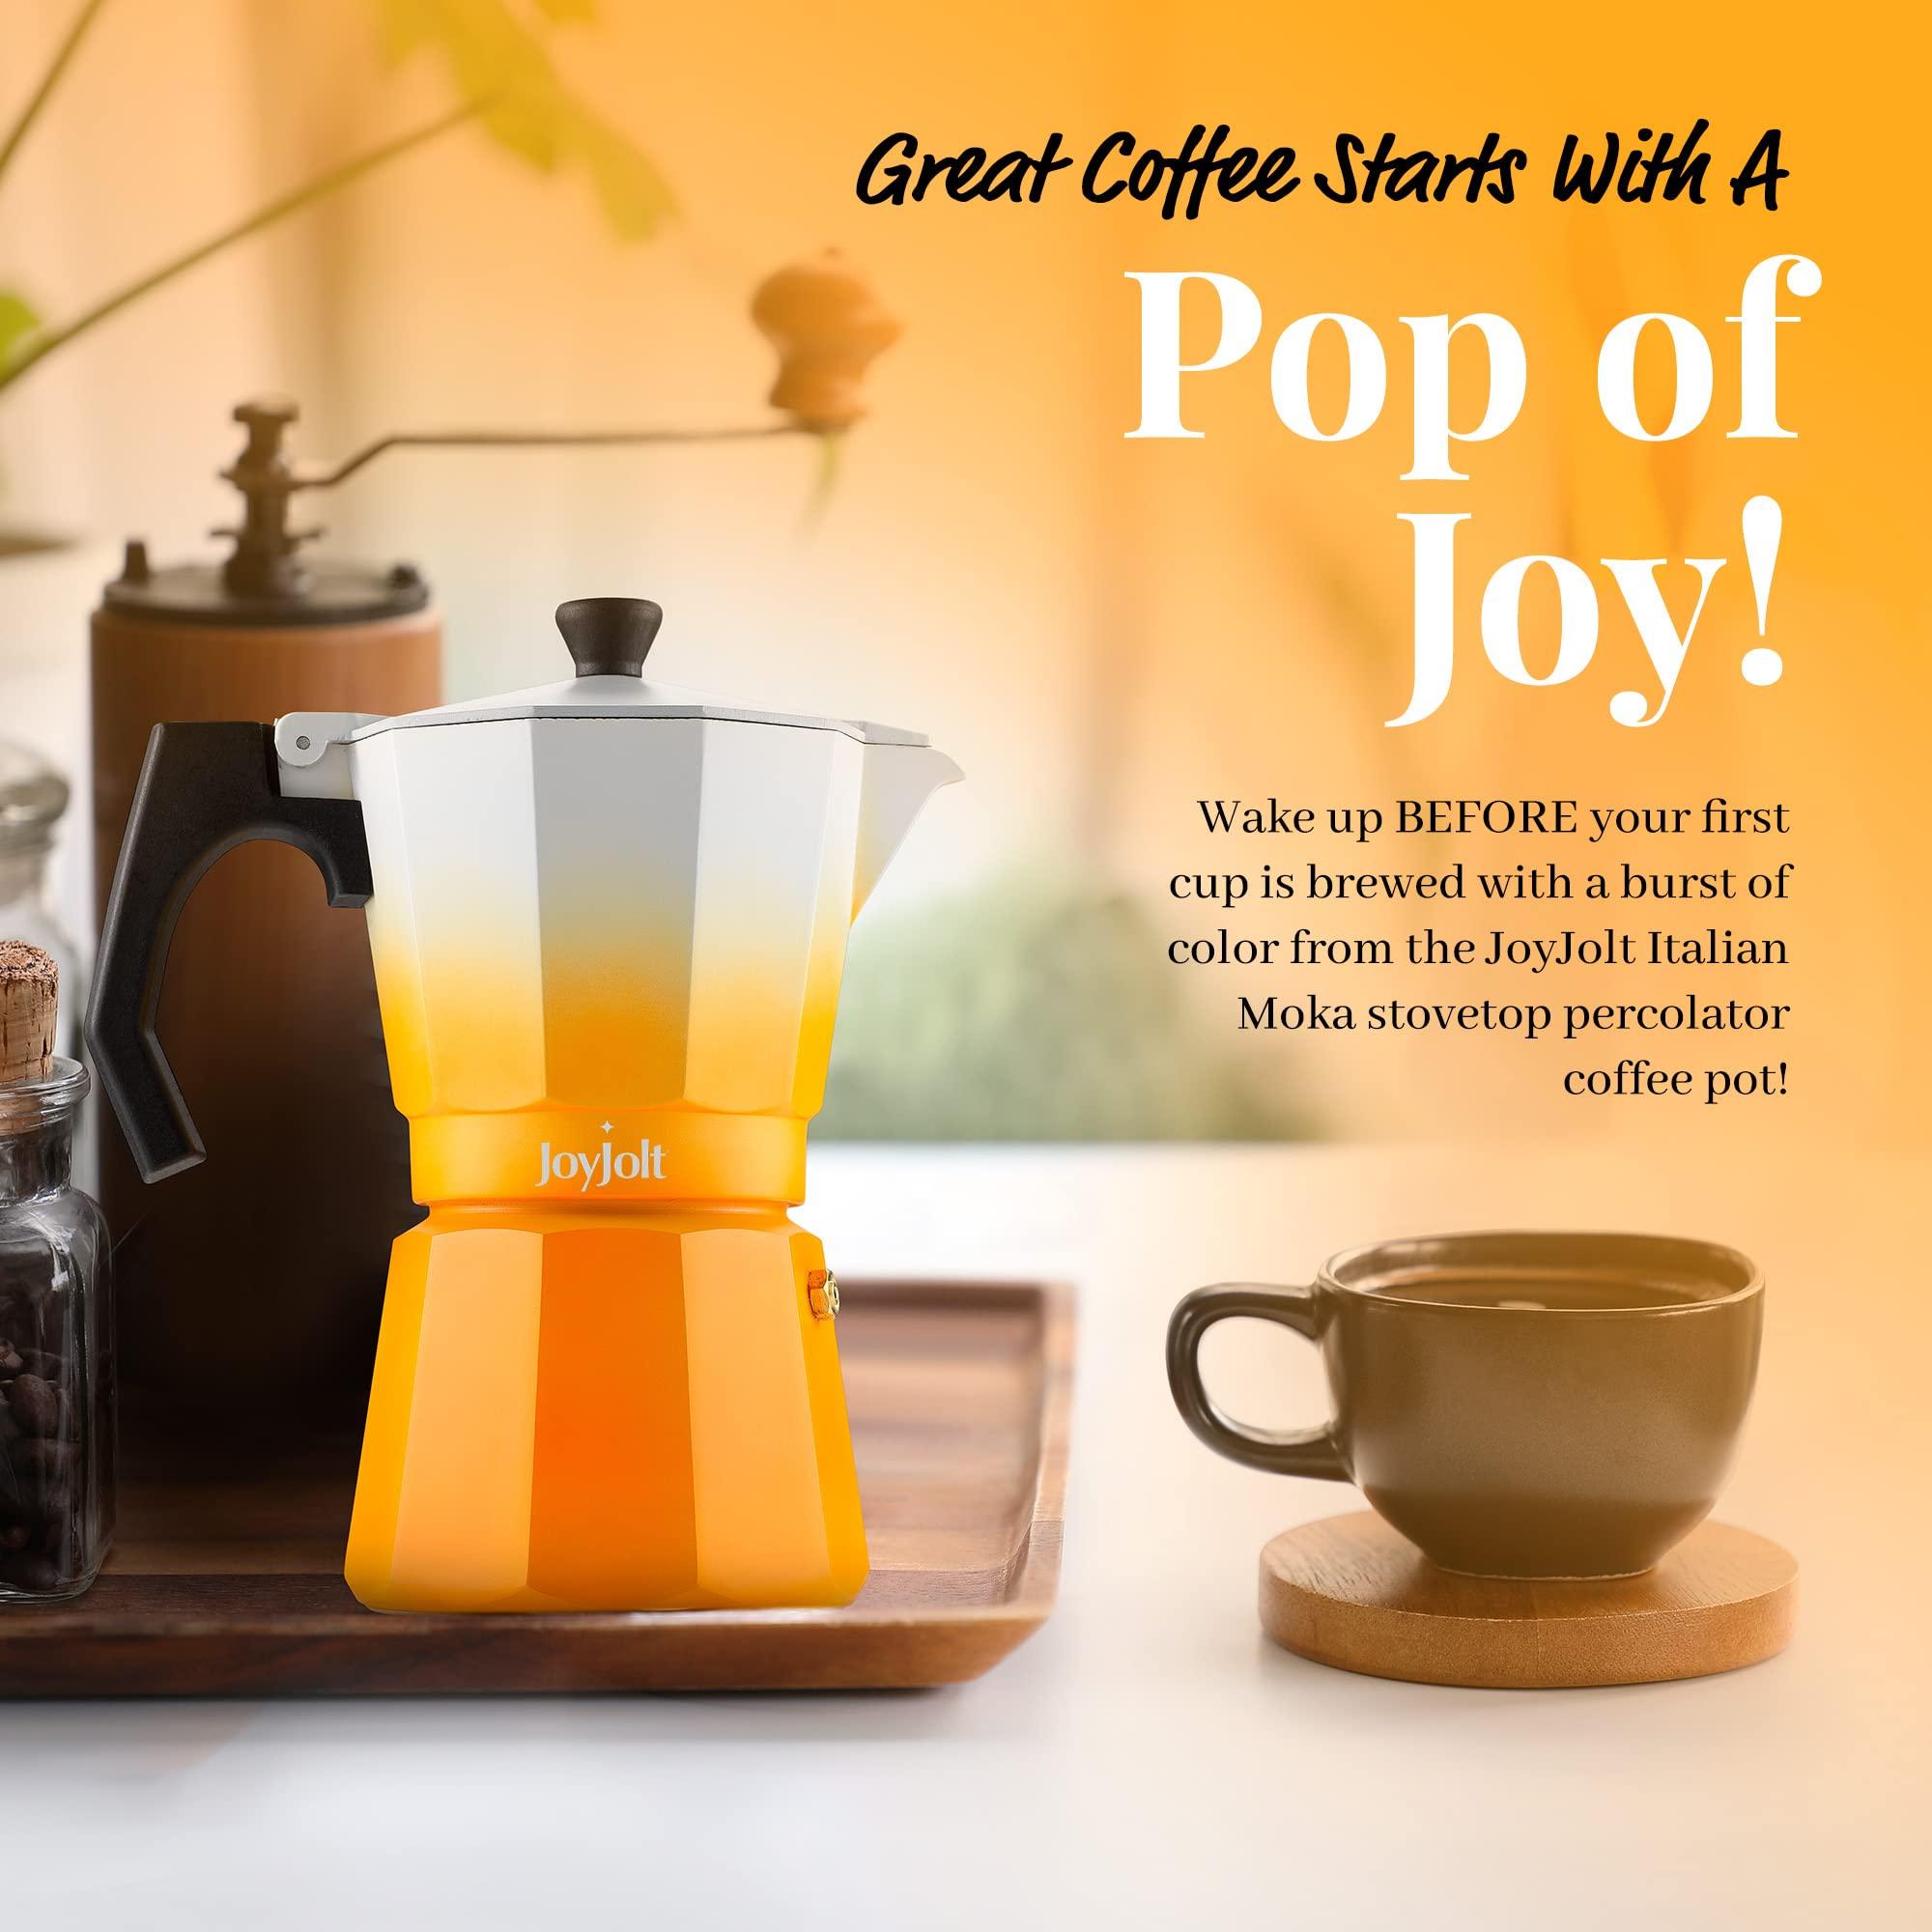 Great Coffee Starts With A
Pop of
Joy!
Wake up BEFORE your first
cup is brewed with a burst of
color from the JoyJolt Italian
Moka stovetop percolator
coffee pot!
JoyJolt